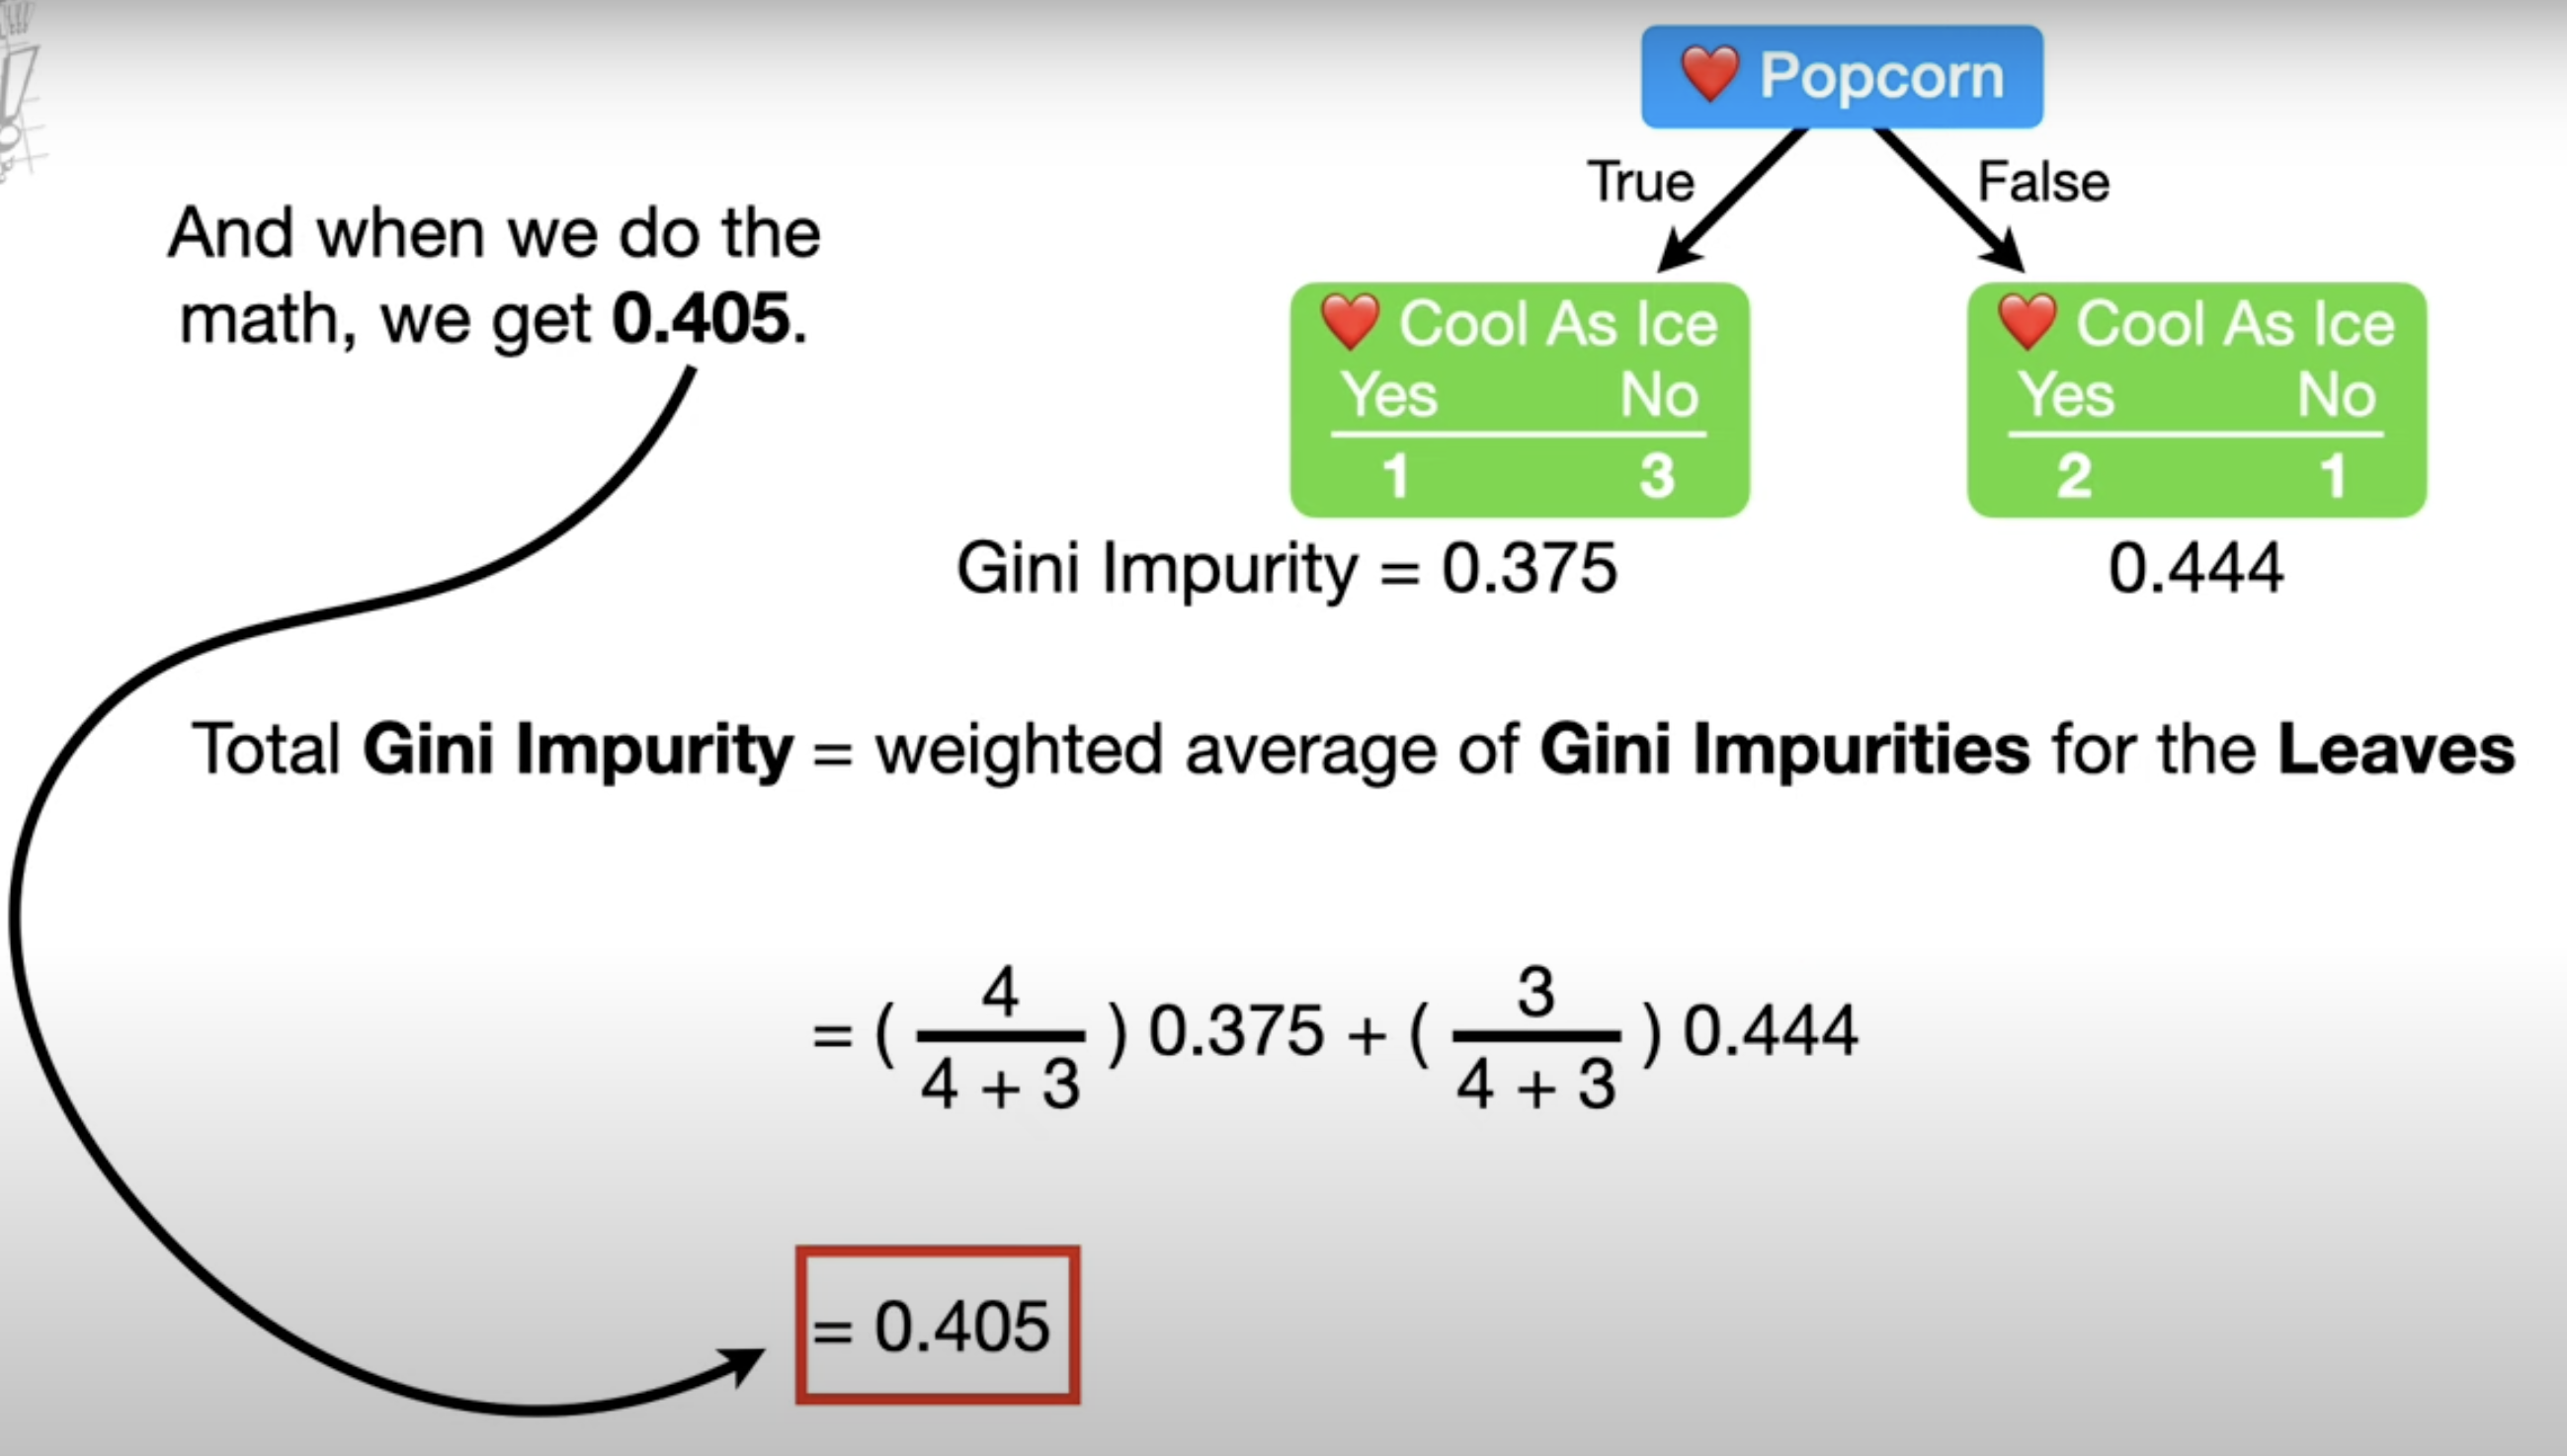 ❤️ Popcorn
True
False
And when we do the
math, we get 0.405.
❤️ Cool As Ice
Yes No
1 3
❤️ Cool As Ice
Yes No
2 1
Gini Impurity = 0.375
0.444
Total Gini Impurity = weighted average of Gini Impurities for the Leaves
= ( 4 / 4 + 3 ) 0.375 + ( 3 / 4 + 3 ) 0.444
= 0.405